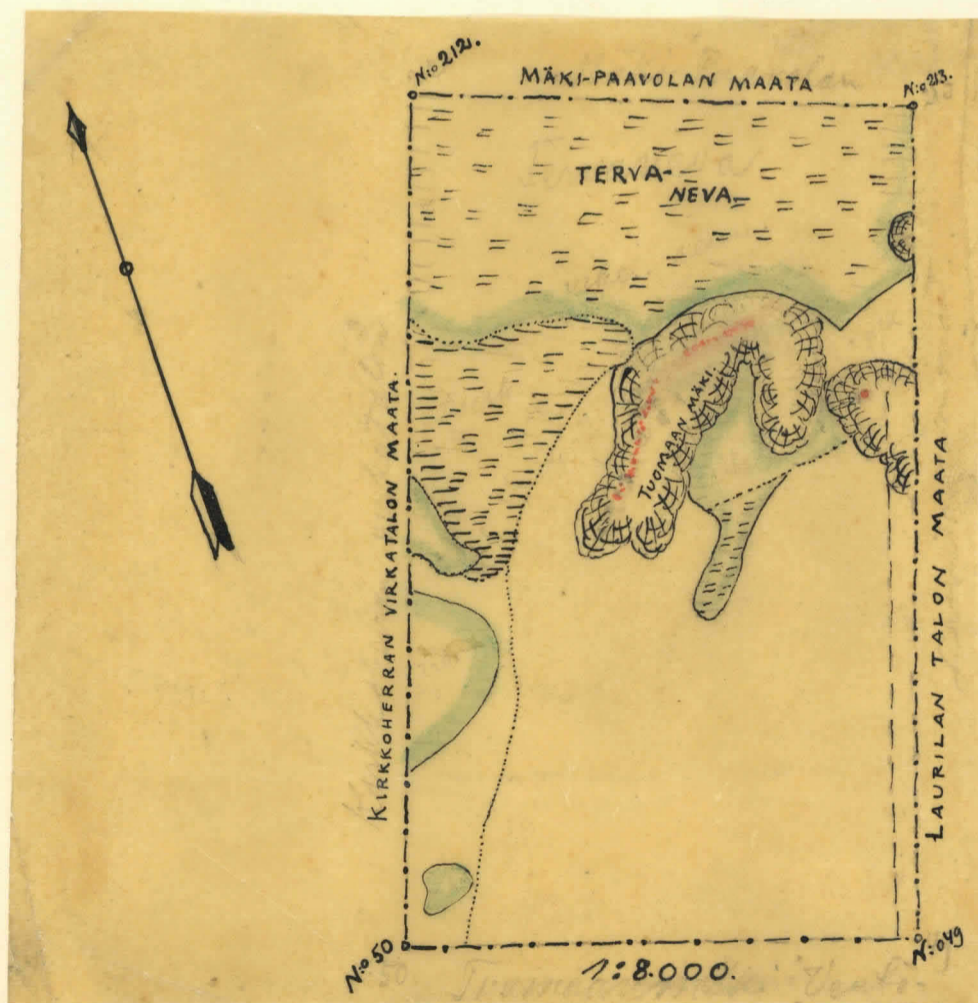 N:o 212.
MÄKI-PAAVOLAN MAATA
N:o 213.
TERVA-
NEVA
TUOMAAN MÄKI.
KIRKKOHERRAN VIRKATALON MAATA.
LAURILAN TALON MAATA
N:o 50
N:o 49
1:8.000.